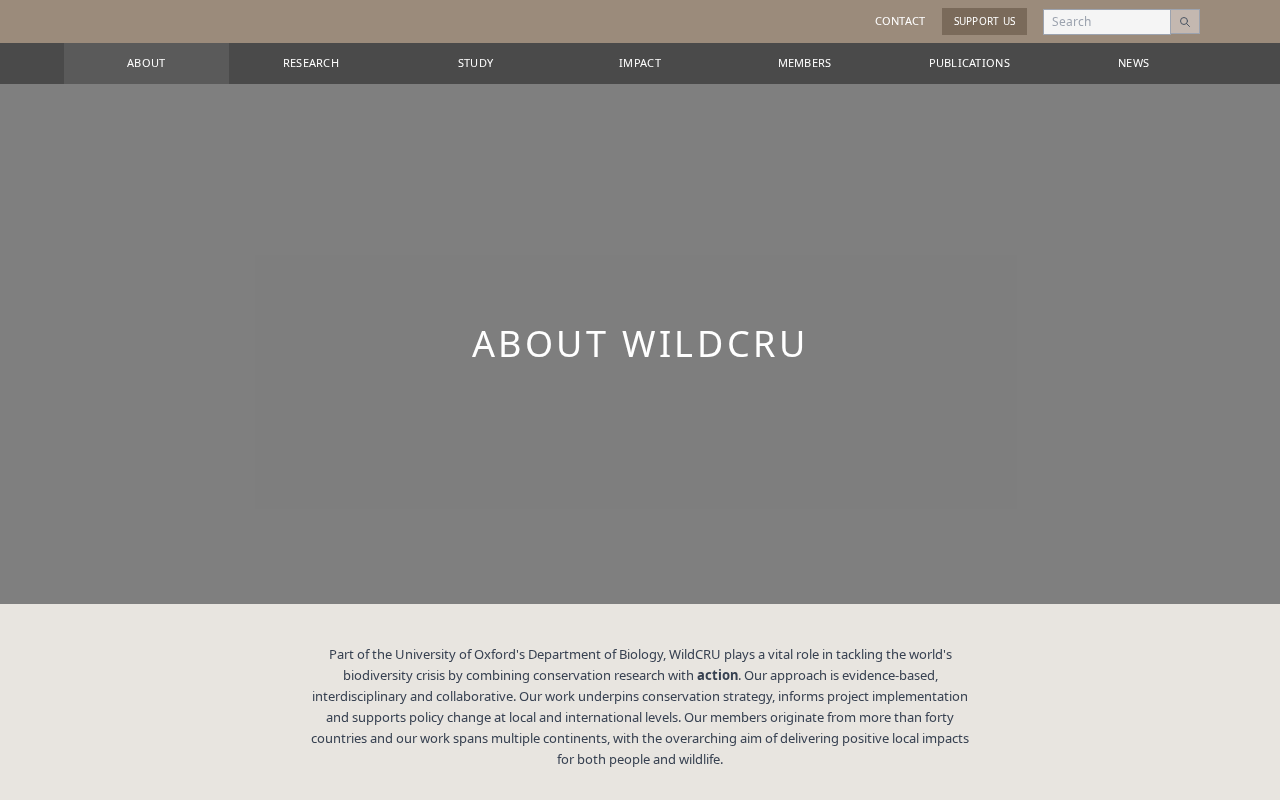 CONTACT
SUPPORT US
Search
ABOUT
RESEARCH
STUDY
IMPACT
MEMBERS
PUBLICATIONS
NEWS
ABOUT WILDCRU
Part of the University of Oxford's Department of Biology, WildCRU plays a vital role in tackling the world's
biodiversity crisis by combining conservation research with action. Our approach is evidence-based,
interdisciplinary and collaborative. Our work underpins conservation strategy, informs project implementation
and supports policy change at local and international levels. Our members originate from more than forty
countries and our work spans multiple continents, with the overarching aim of delivering positive local impacts
for both people and wildlife.